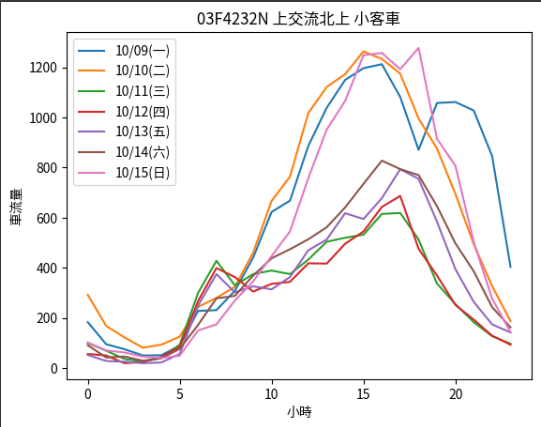 03F4232N 上交流北上 小客車
10/09(一)
10/10(二)
10/11(三)
10/12(四)
10/13(五)
10/14(六)
10/15(日)
車流量
1200
1000
800
600
400
200
0
0 5 10 15 20
小時